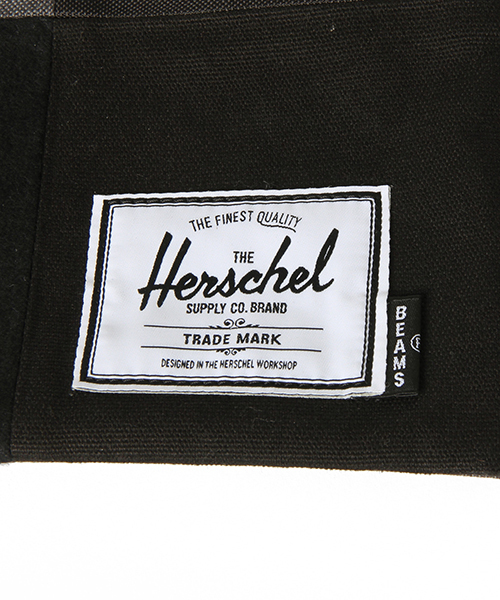 THE FINEST QUALITY
THE
Herschel
SUPPLY CO. BRAND
TRADE MARK
DESIGNED IN THE HERSCHEL WORKSHOP
BEAMS